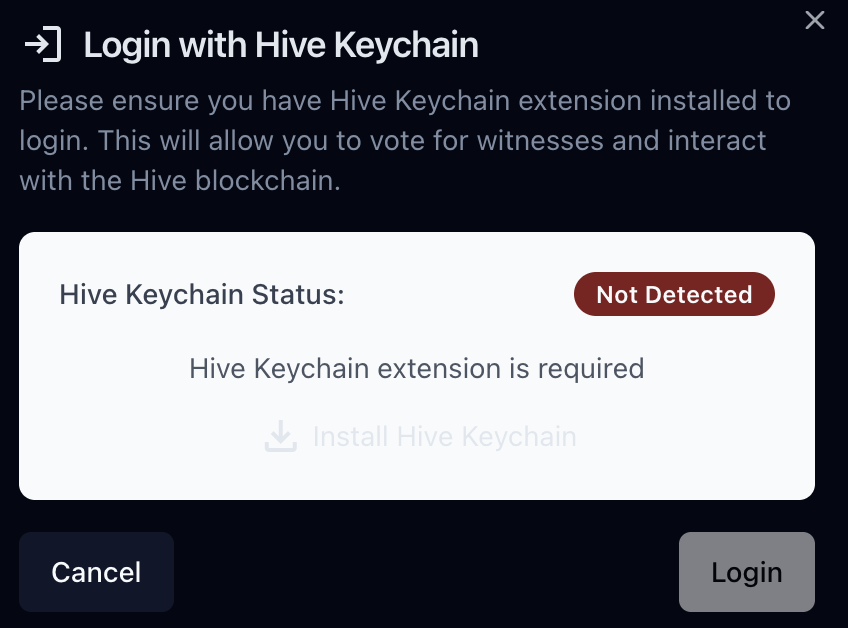 Login with Hive Keychain
Please ensure you have Hive Keychain extension installed to
login. This will allow you to vote for witnesses and interact
with the Hive blockchain.
Hive Keychain Status:
Not Detected
Hive Keychain extension is required
Install Hive Keychain
Cancel
Login